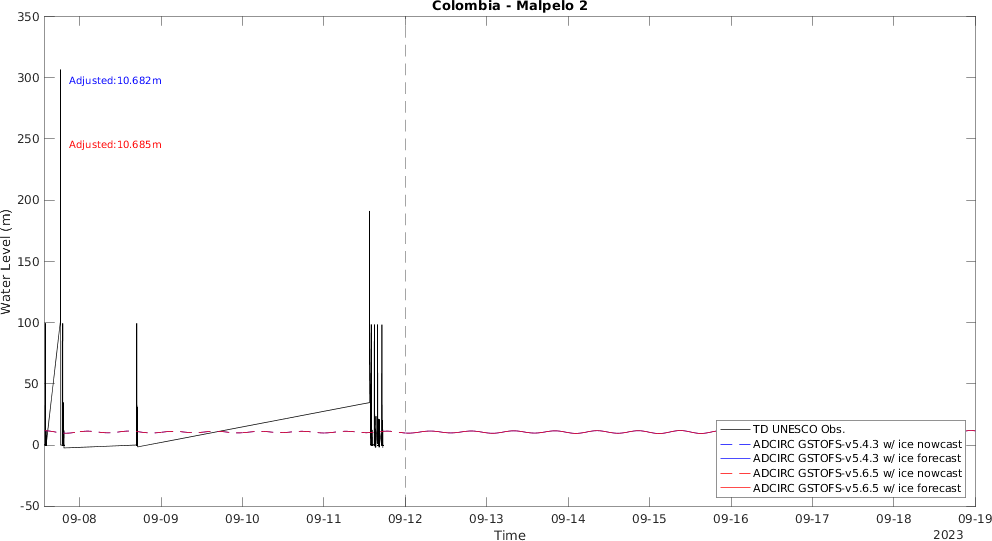 Colombia - Malpelo 2
350
300
250
200
150
100
50
0
-50
Water Level (m)
Adjusted:10.682m
Adjusted:10.685m
TD UNESCO Obs.
ADCIRC GSTOFS-v5.4.3 w/ ice nowcast
ADCIRC GSTOFS-v5.4.3 w/ ice forecast
ADCIRC GSTOFS-v5.6.5 w/ ice nowcast
ADCIRC GSTOFS-v5.6.5 w/ ice forecast
09-08 09-09 09-10 09-11 09-12 09-13 09-14 09-15 09-16 09-17 09-18 09-19
Time
2023